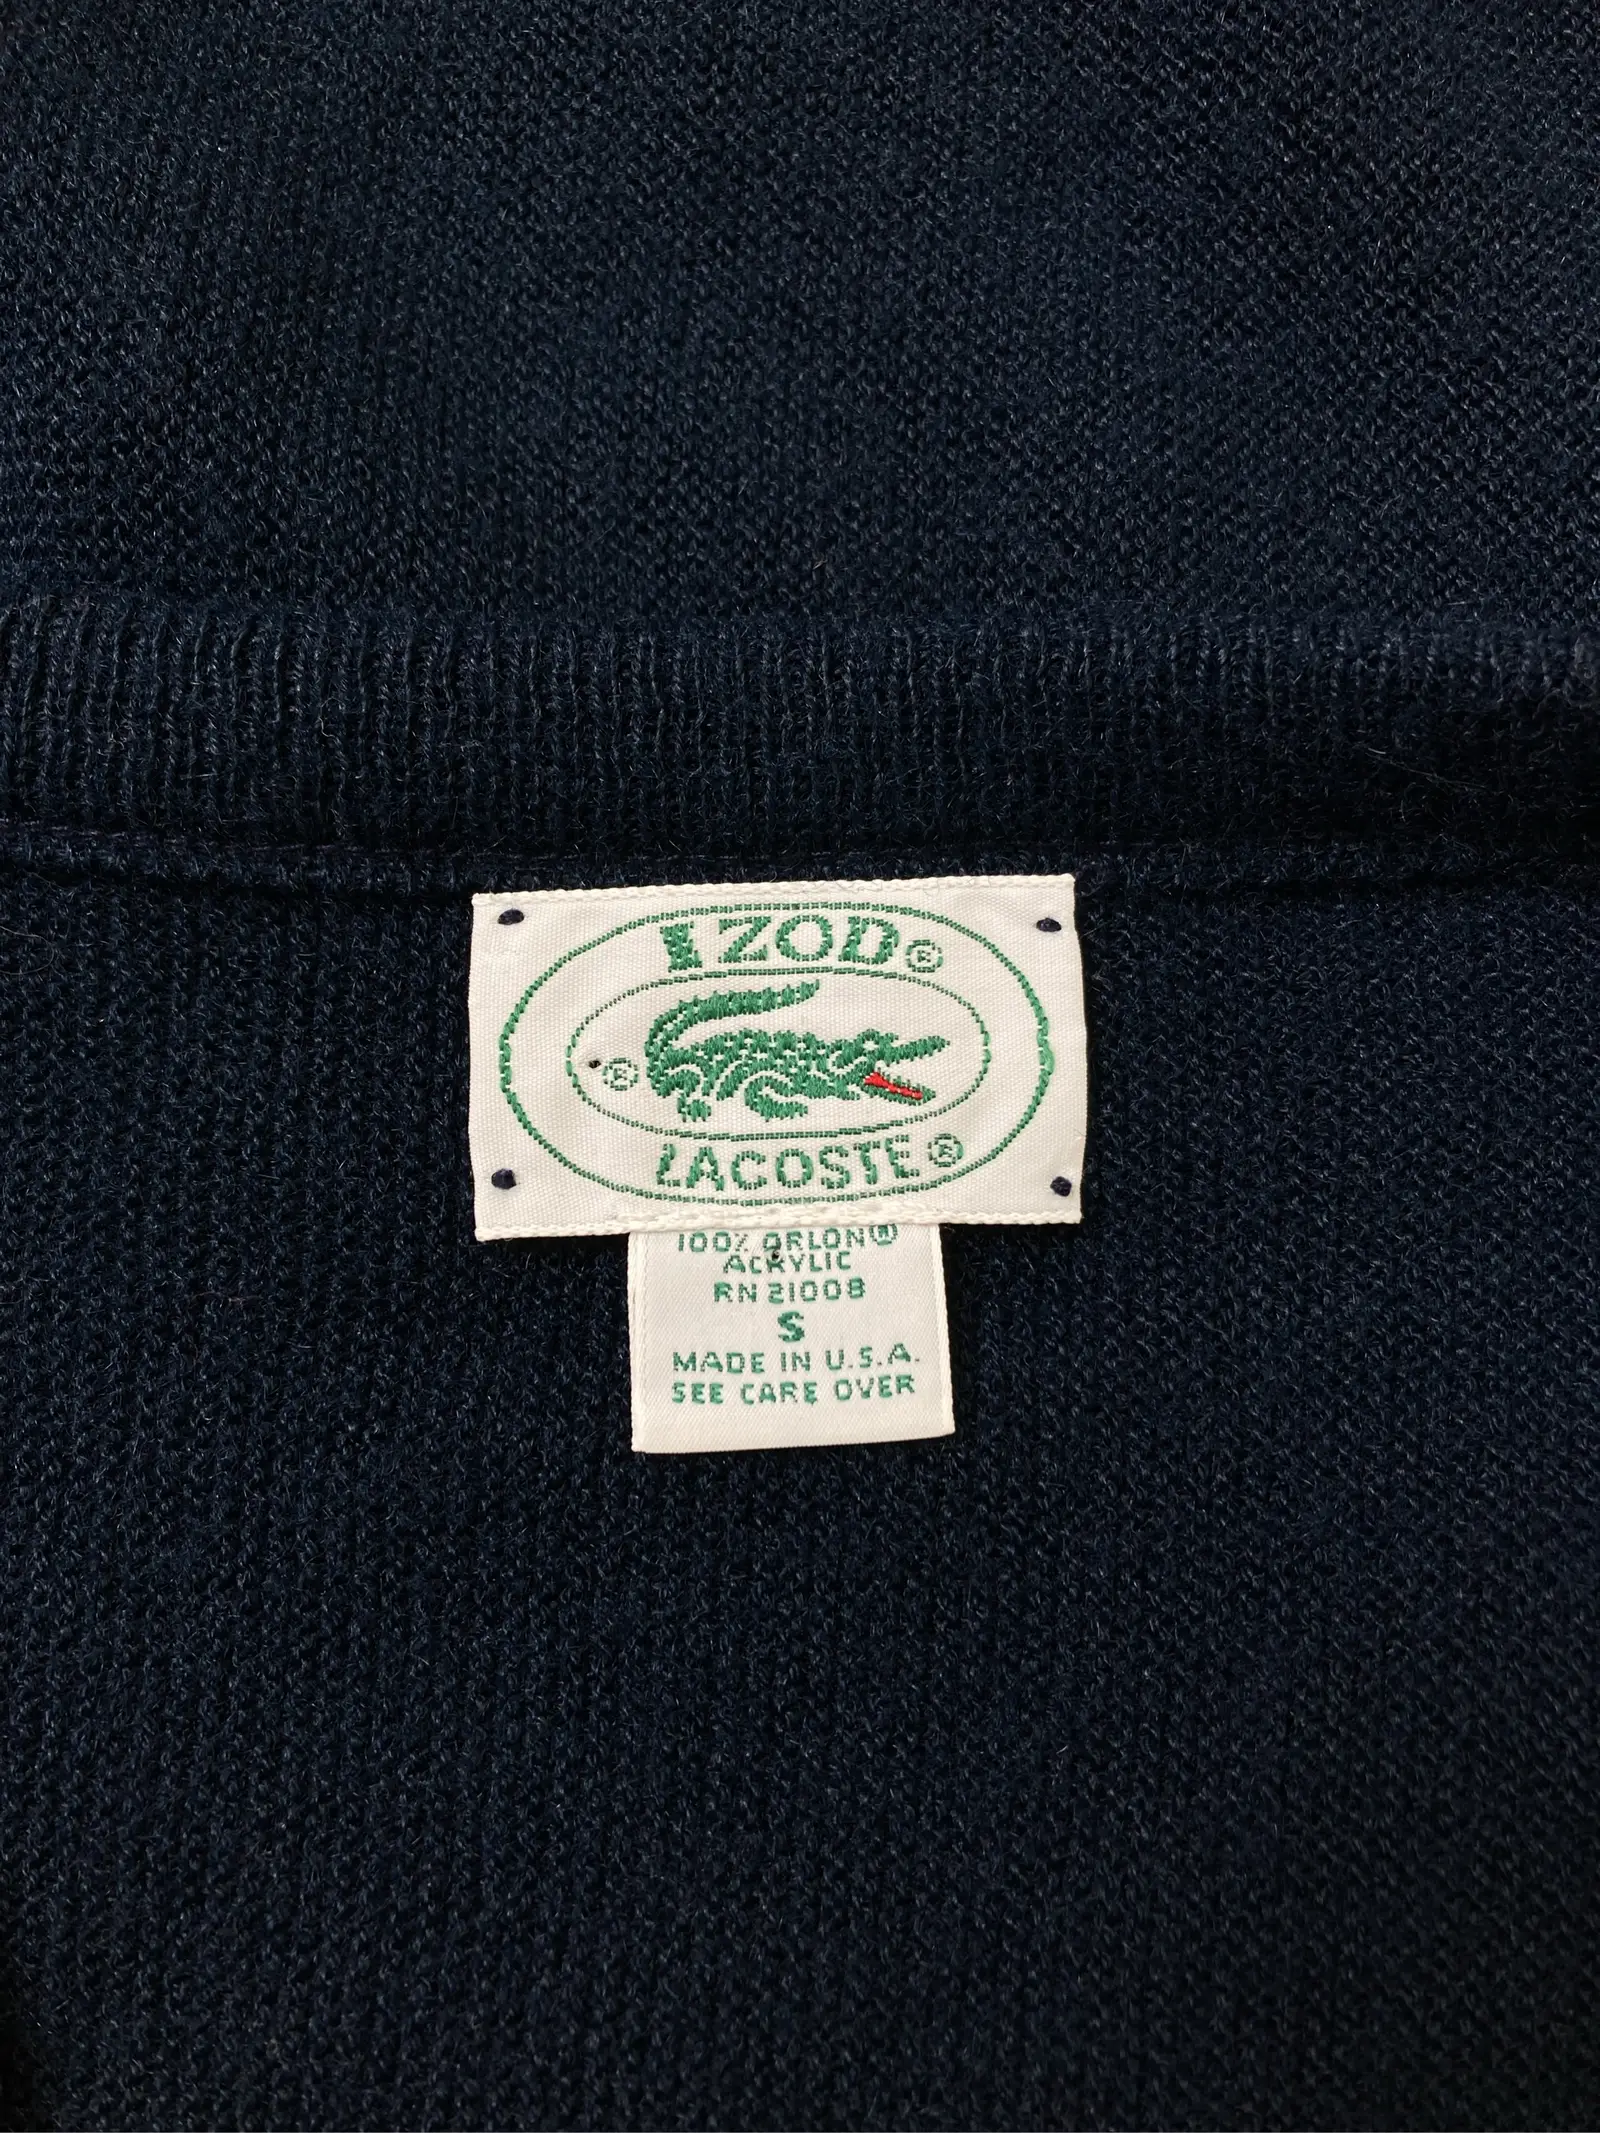 IZOD®
®
LACOSTE®
100% ORLON®
ACRYLIC
RN 21008
S
MADE IN U.S.A.
SEE CARE OVER